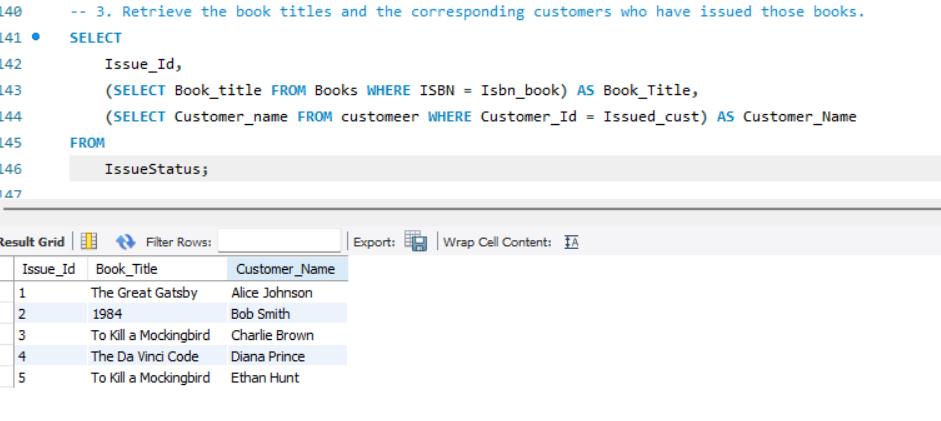 140 -- 3. Retrieve the book titles and the corresponding customers who have issued those books.
141 SELECT
142 Issue_Id,
143 (SELECT Book_title FROM Books WHERE ISBN = Isbn_book) AS Book_Title,
144 (SELECT Customer_name FROM customeer WHERE Customer_Id = Issued_cust) AS Customer_Name
145 FROM
146 IssueStatus;
147
Result Grid Filter Rows: Export: Wrap Cell Content: IA
Issue_Id Book_Title Customer_Name
1 The Great Gatsby Alice Johnson
2 1984 Bob Smith
3 To Kill a Mockingbird Charlie Brown
4 The Da Vinci Code Diana Prince
5 To Kill a Mockingbird Ethan Hunt